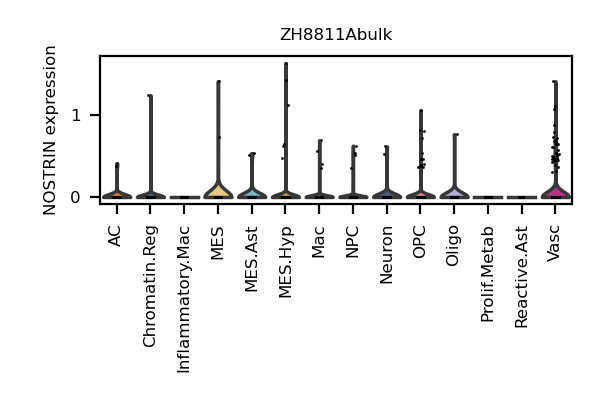 ZH8811Abulk
NOSTRIN expression
1
0
AC
Chromatin.Reg
Inflammatory.Mac
MES
MES.Ast
MES.Hyp
Mac
NPC
Neuron
OPC
Oligo
Prolif.Metab
Reactive.Ast
Vasc